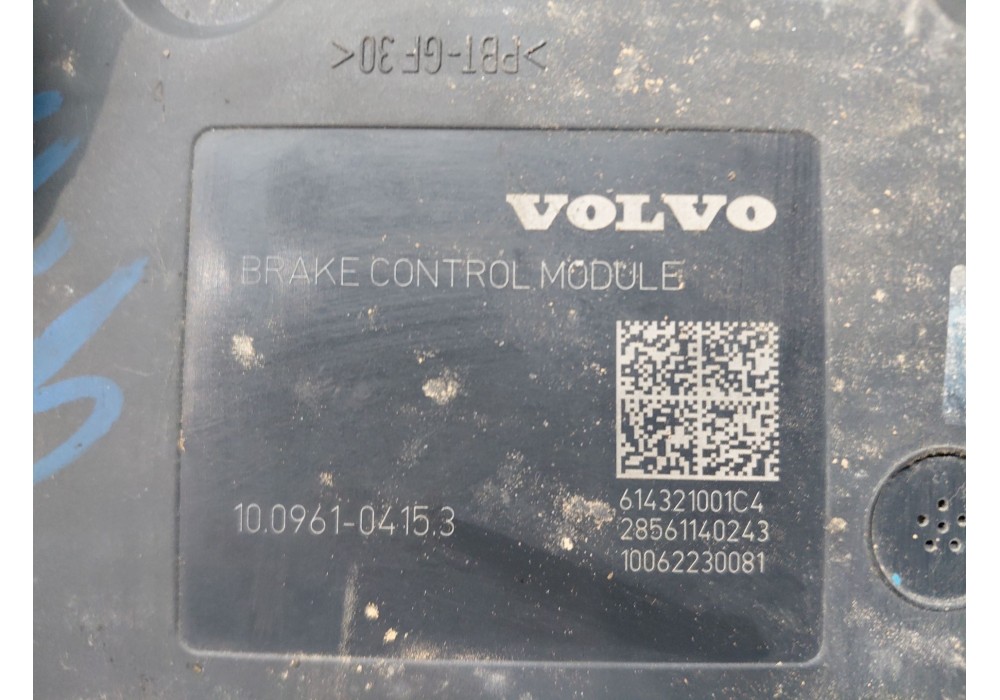 >PBT-GF30<
VOLVO
BRAKE CONTROL MODULE
614321001C4
10.0961-0415.3
28561140243
10062230081